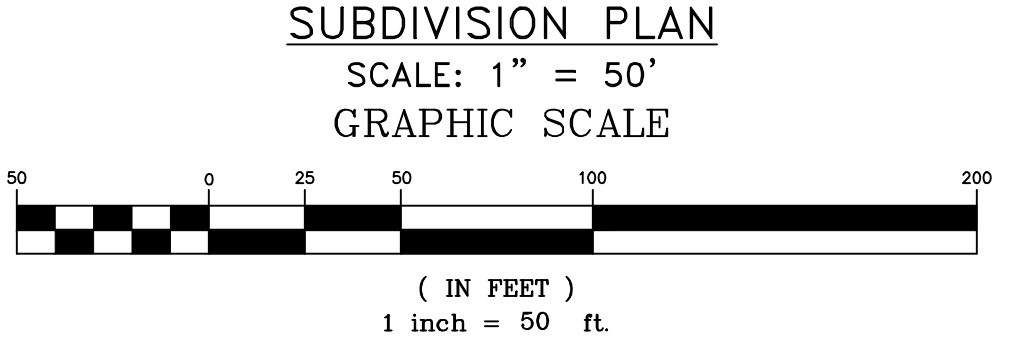 SUBDIVISION PLAN
SCALE: 1" = 50'
GRAPHIC SCALE
50 0 25 50 100 200
( IN FEET )
1 inch = 50 ft.